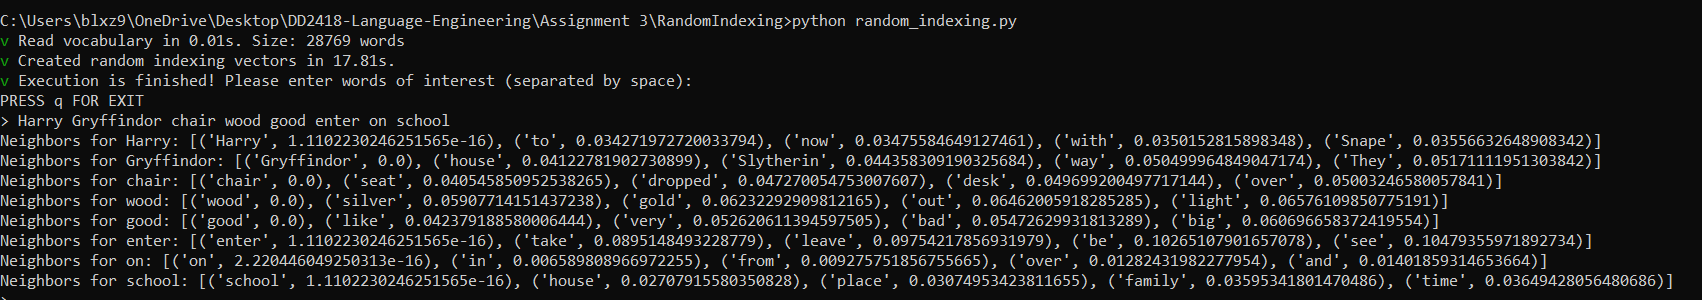 C:\Users\blxz9\OneDrive\Desktop\DD2418-Language-Engineering\Assignment 3\RandomIndexing>python random_indexing.py
v Read vocabulary in 0.01s. Size: 28769 words
v Created random indexing vectors in 17.81s.
v Execution is finished! Please enter words of interest (separated by space):
PRESS q FOR EXIT
> Harry Gryffindor chair wood good enter on school
Neighbors for Harry: [('Harry', 1.1102230246251565e-16), ('to', 0.034271972720033794), ('now', 0.03475584649127461), ('with', 0.0350152815898348), ('Snape', 0.03556632648908342)]
Neighbors for Gryffindor: [('Gryffindor', 0.0), ('house', 0.04122781902730899), ('Slytherin', 0.044358309190325684), ('way', 0.050499964849047174), ('They', 0.05171111951303842)]
Neighbors for chair: [('chair', 0.0), ('seat', 0.040545850952538265), ('dropped', 0.047270054753007607), ('desk', 0.049699200497717144), ('over', 0.05003246580057841)]
Neighbors for wood: [('wood', 0.0), ('silver', 0.05907714151437238), ('gold', 0.06232292909812165), ('out', 0.06462005918285285), ('light', 0.06576109850775191)]
Neighbors for good: [('good', 0.0), ('like', 0.042379188580006444), ('very', 0.052620611394597505), ('bad', 0.05472629931813289), ('big', 0.060696658372419554)]
Neighbors for enter: [('enter', 1.1102230246251565e-16), ('take', 0.0895148493228779), ('leave', 0.09754217856931979), ('be', 0.10265107901657078), ('see', 0.10479355971892734)]
Neighbors for on: [('on', 2.220446049250313e-16), ('in', 0.006589808966972255), ('from', 0.009275751856755665), ('over', 0.01282431982277954), ('and', 0.01401859314653664)]
Neighbors for school: [('school', 1.1102230246251565e-16), ('house', 0.02707915580350828), ('place', 0.03074953423811655), ('family', 0.03595341801470486), ('time', 0.03649428056480686)]
>